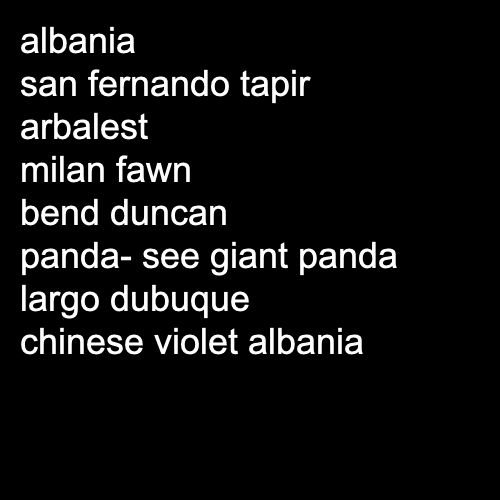 albania
san fernando tapir
arbalest
milan fawn
bend duncan
panda- see giant panda
largo dubuque
chinese violet albania